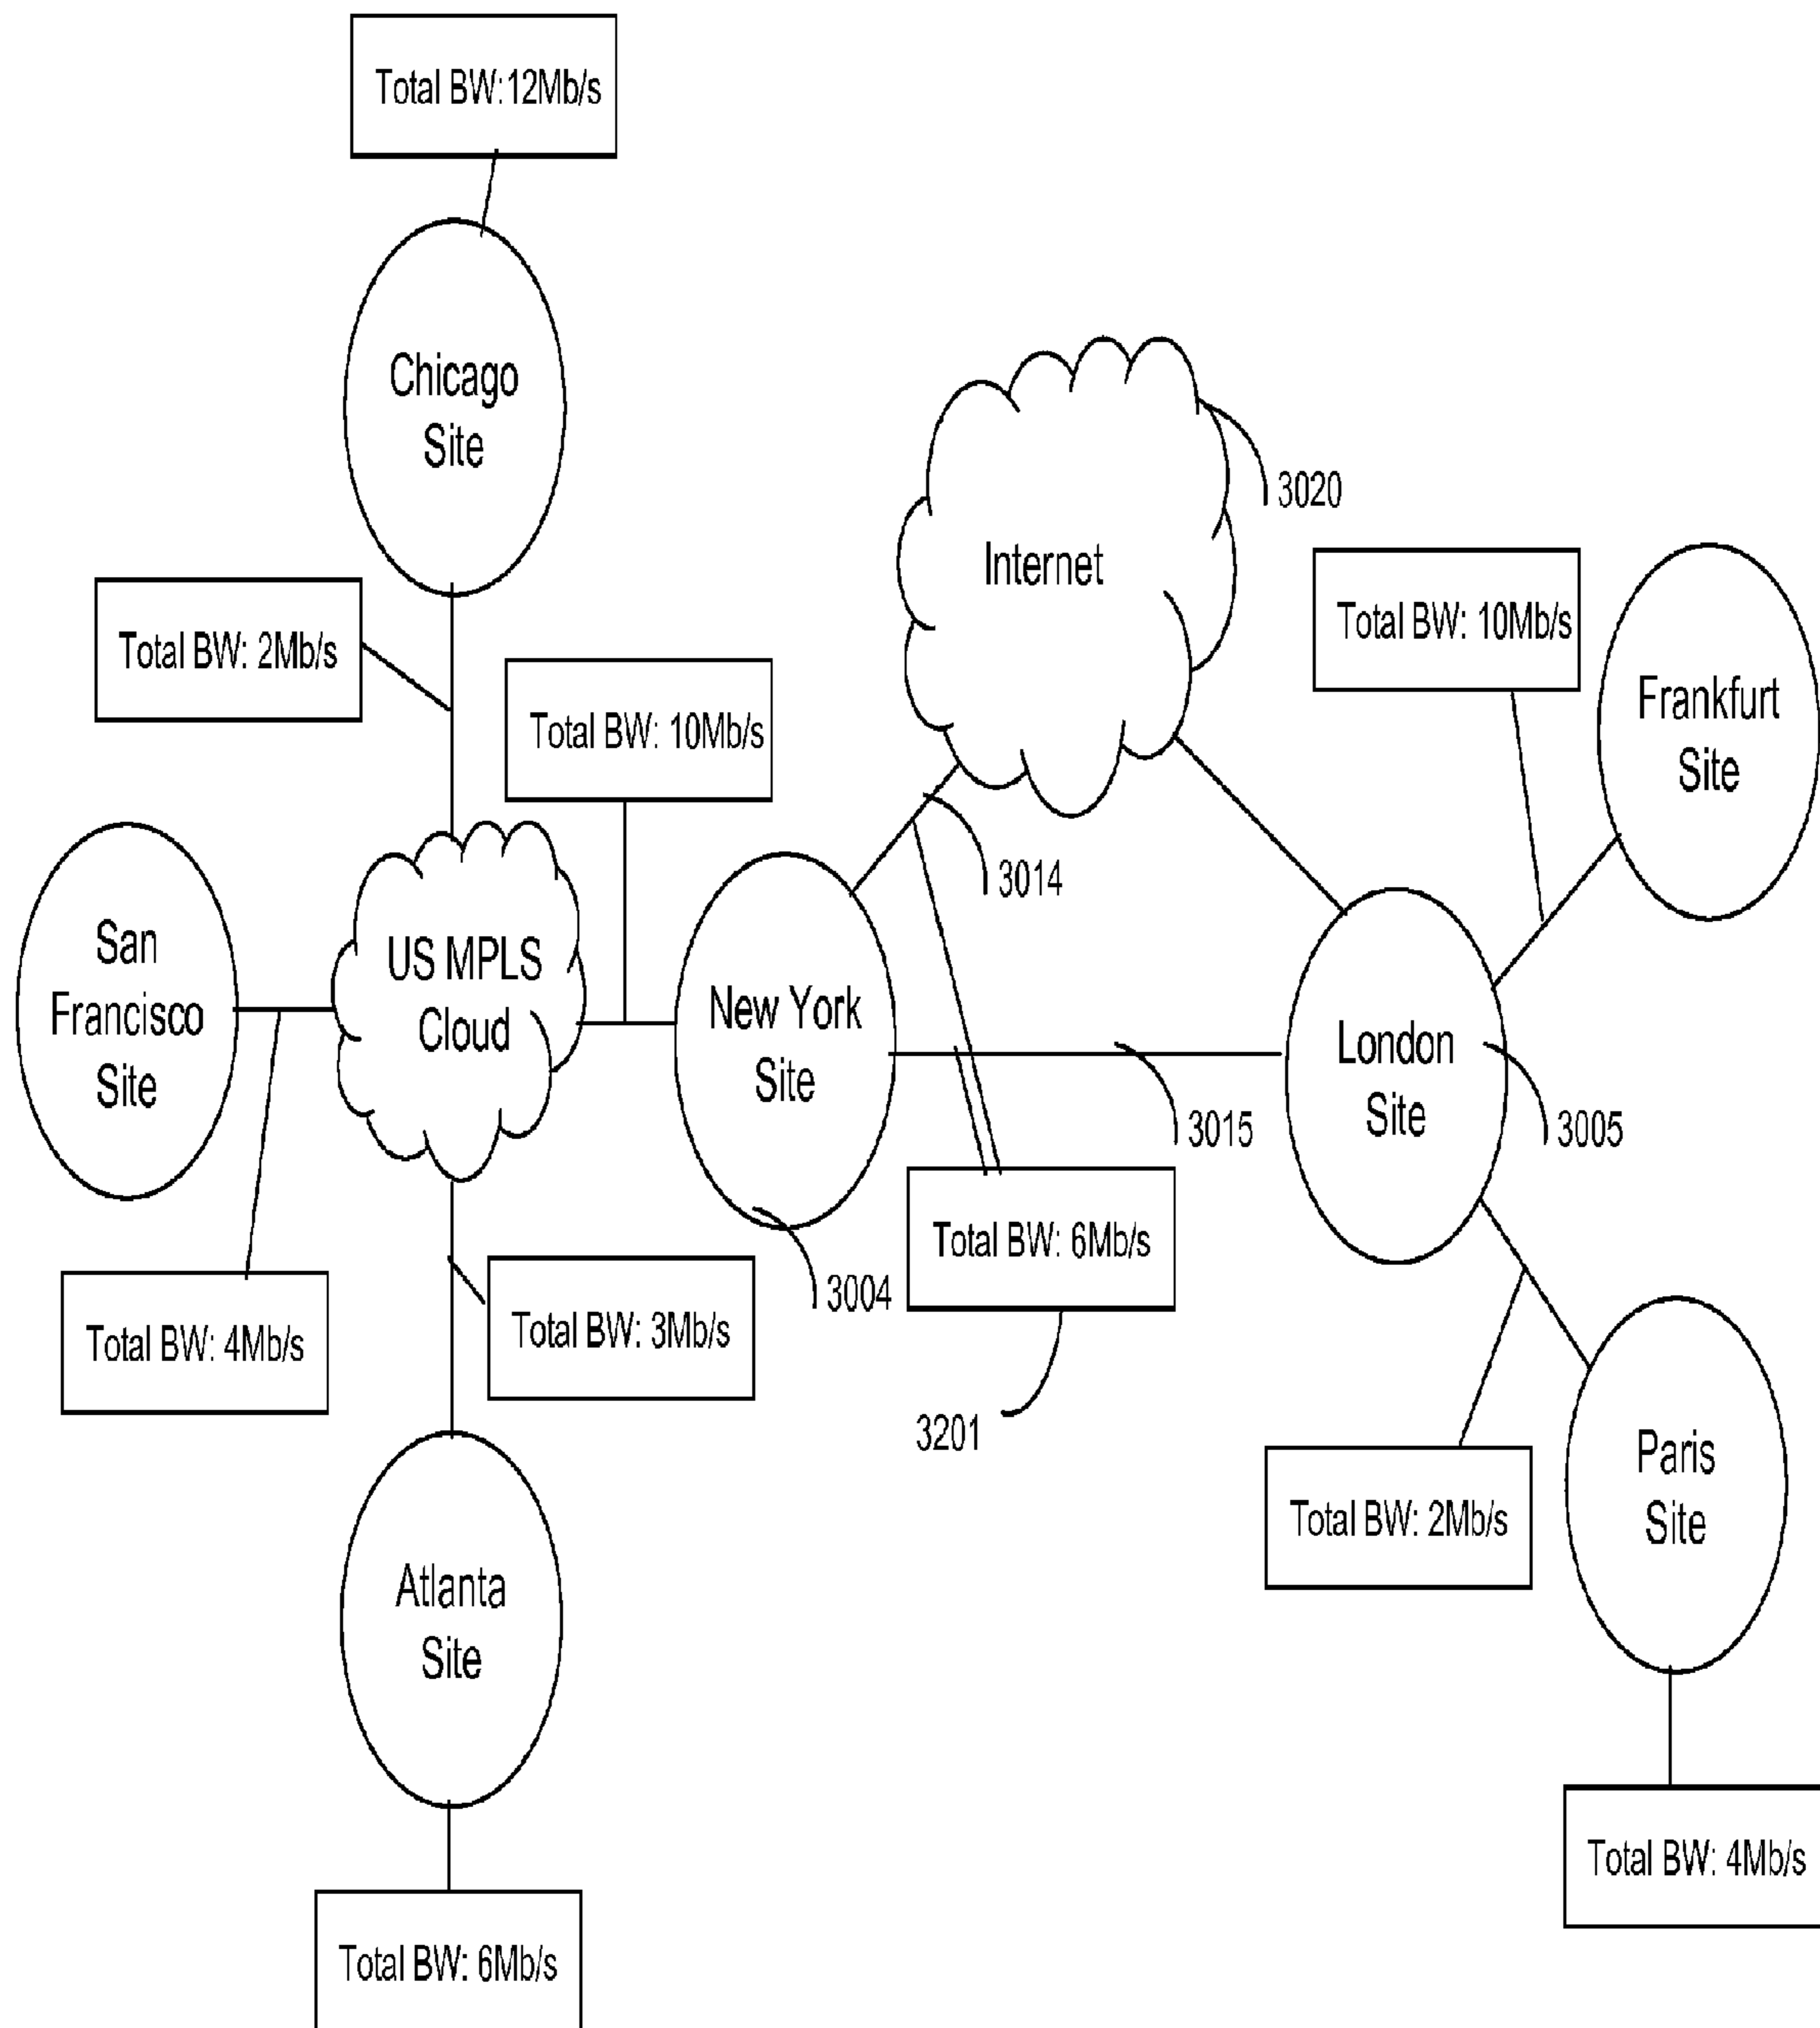 Total BW:12Mb/s
Chicago
Site
3020
Internet
Total BW: 2Mb/s
Total BW: 10Mb/s
Total BW: 10Mb/s
Frankfurt
Site
3014
San
Francisco
Site
US MPLS
Cloud
New York
Site
London
Site
3015
3005
Total BW: 6Mb/s
3004
Total BW: 4Mb/s
Total BW: 3Mb/s
3201
Total BW: 2Mb/s
Paris
Site
Atlanta
Site
Total BW: 4Mb/s
Total BW: 6Mb/s